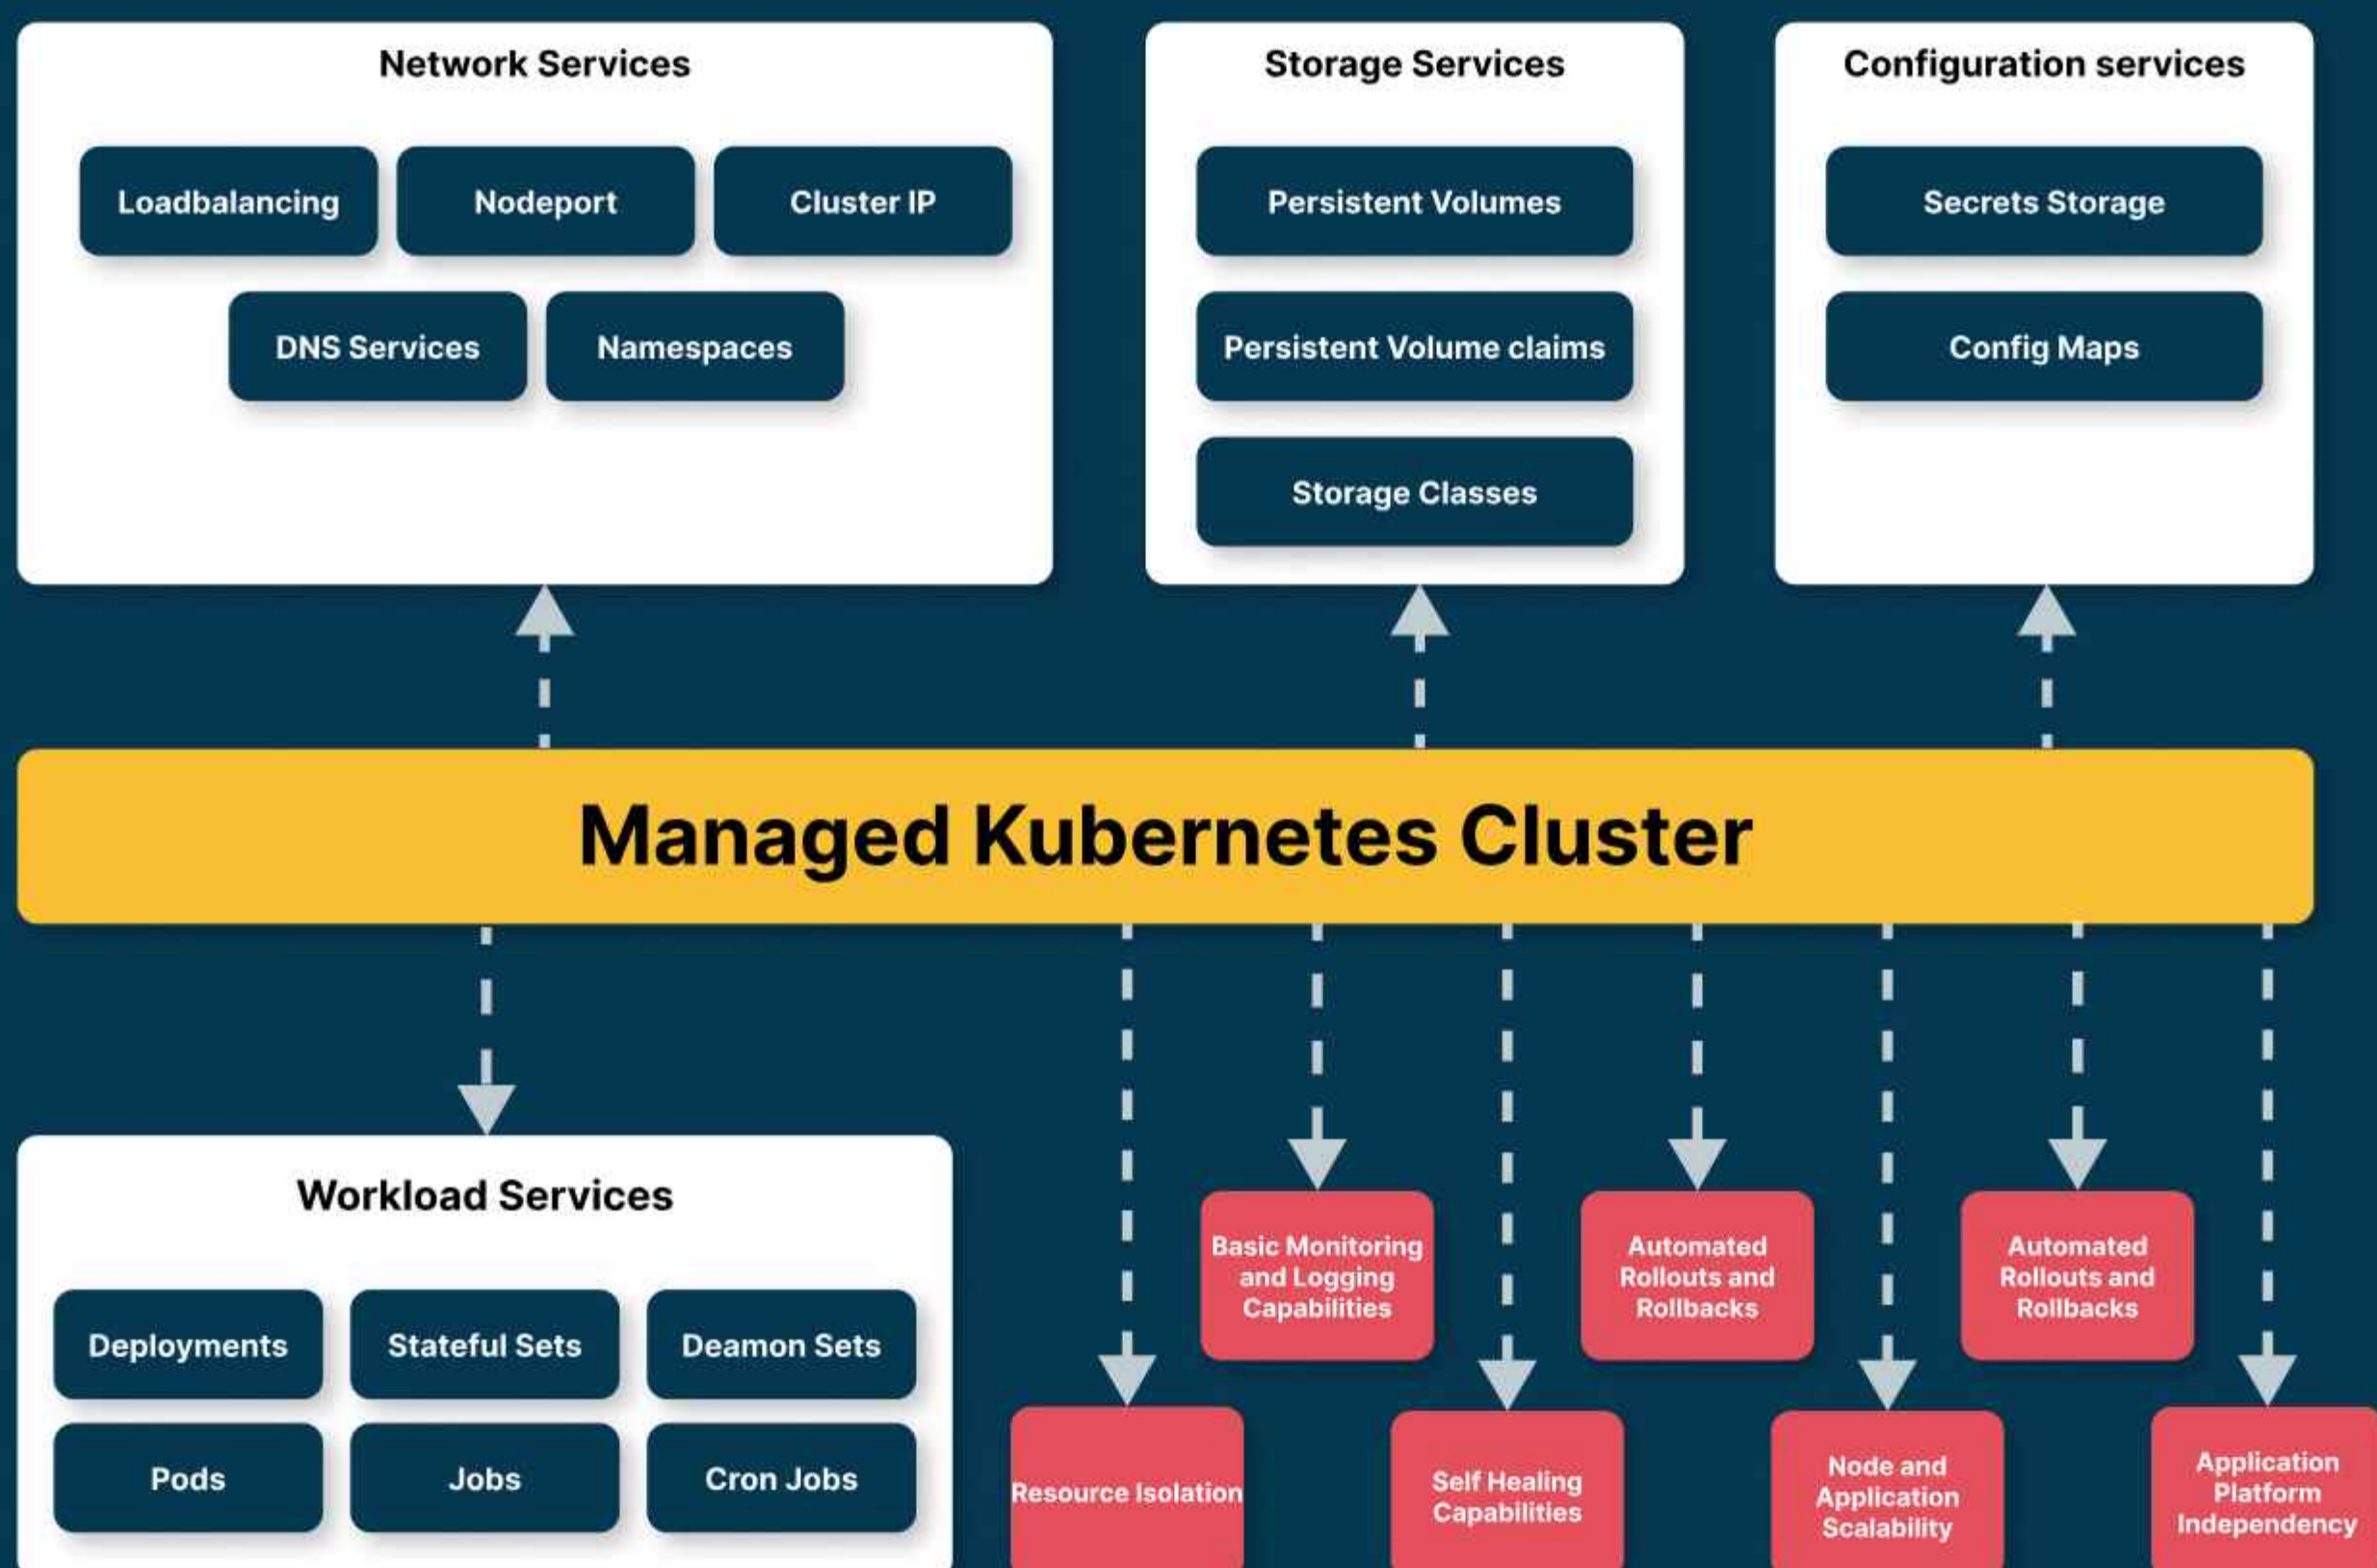 Network Services
Loadbalancing
Nodeport
Cluster IP
DNS Services
Namespaces
Storage Services
Persistent Volumes
Persistent Volume claims
Storage Classes
Configuration services
Secrets Storage
Config Maps
Managed Kubernetes Cluster
Workload Services
Deployments
Stateful Sets
Deamon Sets
Pods
Jobs
Cron Jobs
Resource Isolation
Basic Monitoring
and Logging
Capabilities
Self Healing
Capabilities
Automated
Rollouts and
Rollbacks
Node and
Application
Scalability
Automated
Rollouts and
Rollbacks
Application
Platform
Independency